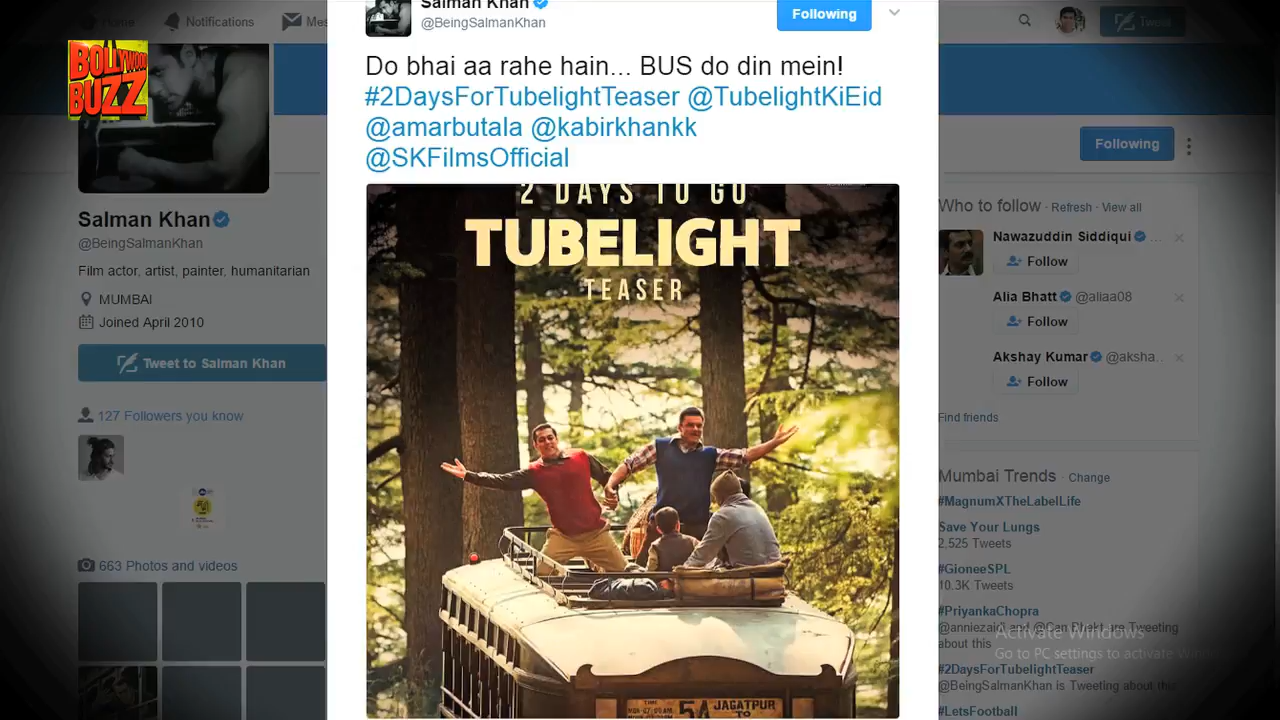 Home
Notifications
Mes
Tweet
BOLLYWOOD
BUZZ
Salman Khan
@BeingSalmanKhan
Film actor, artist, painter, humanitarian
MUMBAI
Joined April 2010
Tweet to Salman Khan
127 Followers you know
663 Photos and videos
Salman Khan
@BeingSalmanKhan
Following
Do bhai aa rahe hain... BUS do din mein!
#2DaysForTubelightTeaser @TubelightKiEid
@amarbutala @kabirkhankk
@SKFilmsOfficial
2 DAYS TO GO
TUBELIGHT
TEASER
5A
JAGATPUR
TO
Following
Who to follow · Refresh · View all
Nawazuddin Siddiqui ...
Follow
Alia Bhatt @aliaa08
Follow
Akshay Kumar @aksha..
Follow
Find friends
Mumbai Trends · Change
#MagnumXTheLabelLife
Save Your Lungs
2,525 Tweets
#GioneeSPL
10.3K Tweets
#PriyankaChopra
@anniezaidi and @Can Bhakt are Tweeting
about this
#2DaysForTubelightTeaser
@BeingSalmanKhan is Tweeting about this
#LetsFootball
Activate Windows
Go to PC settings to activate Wind